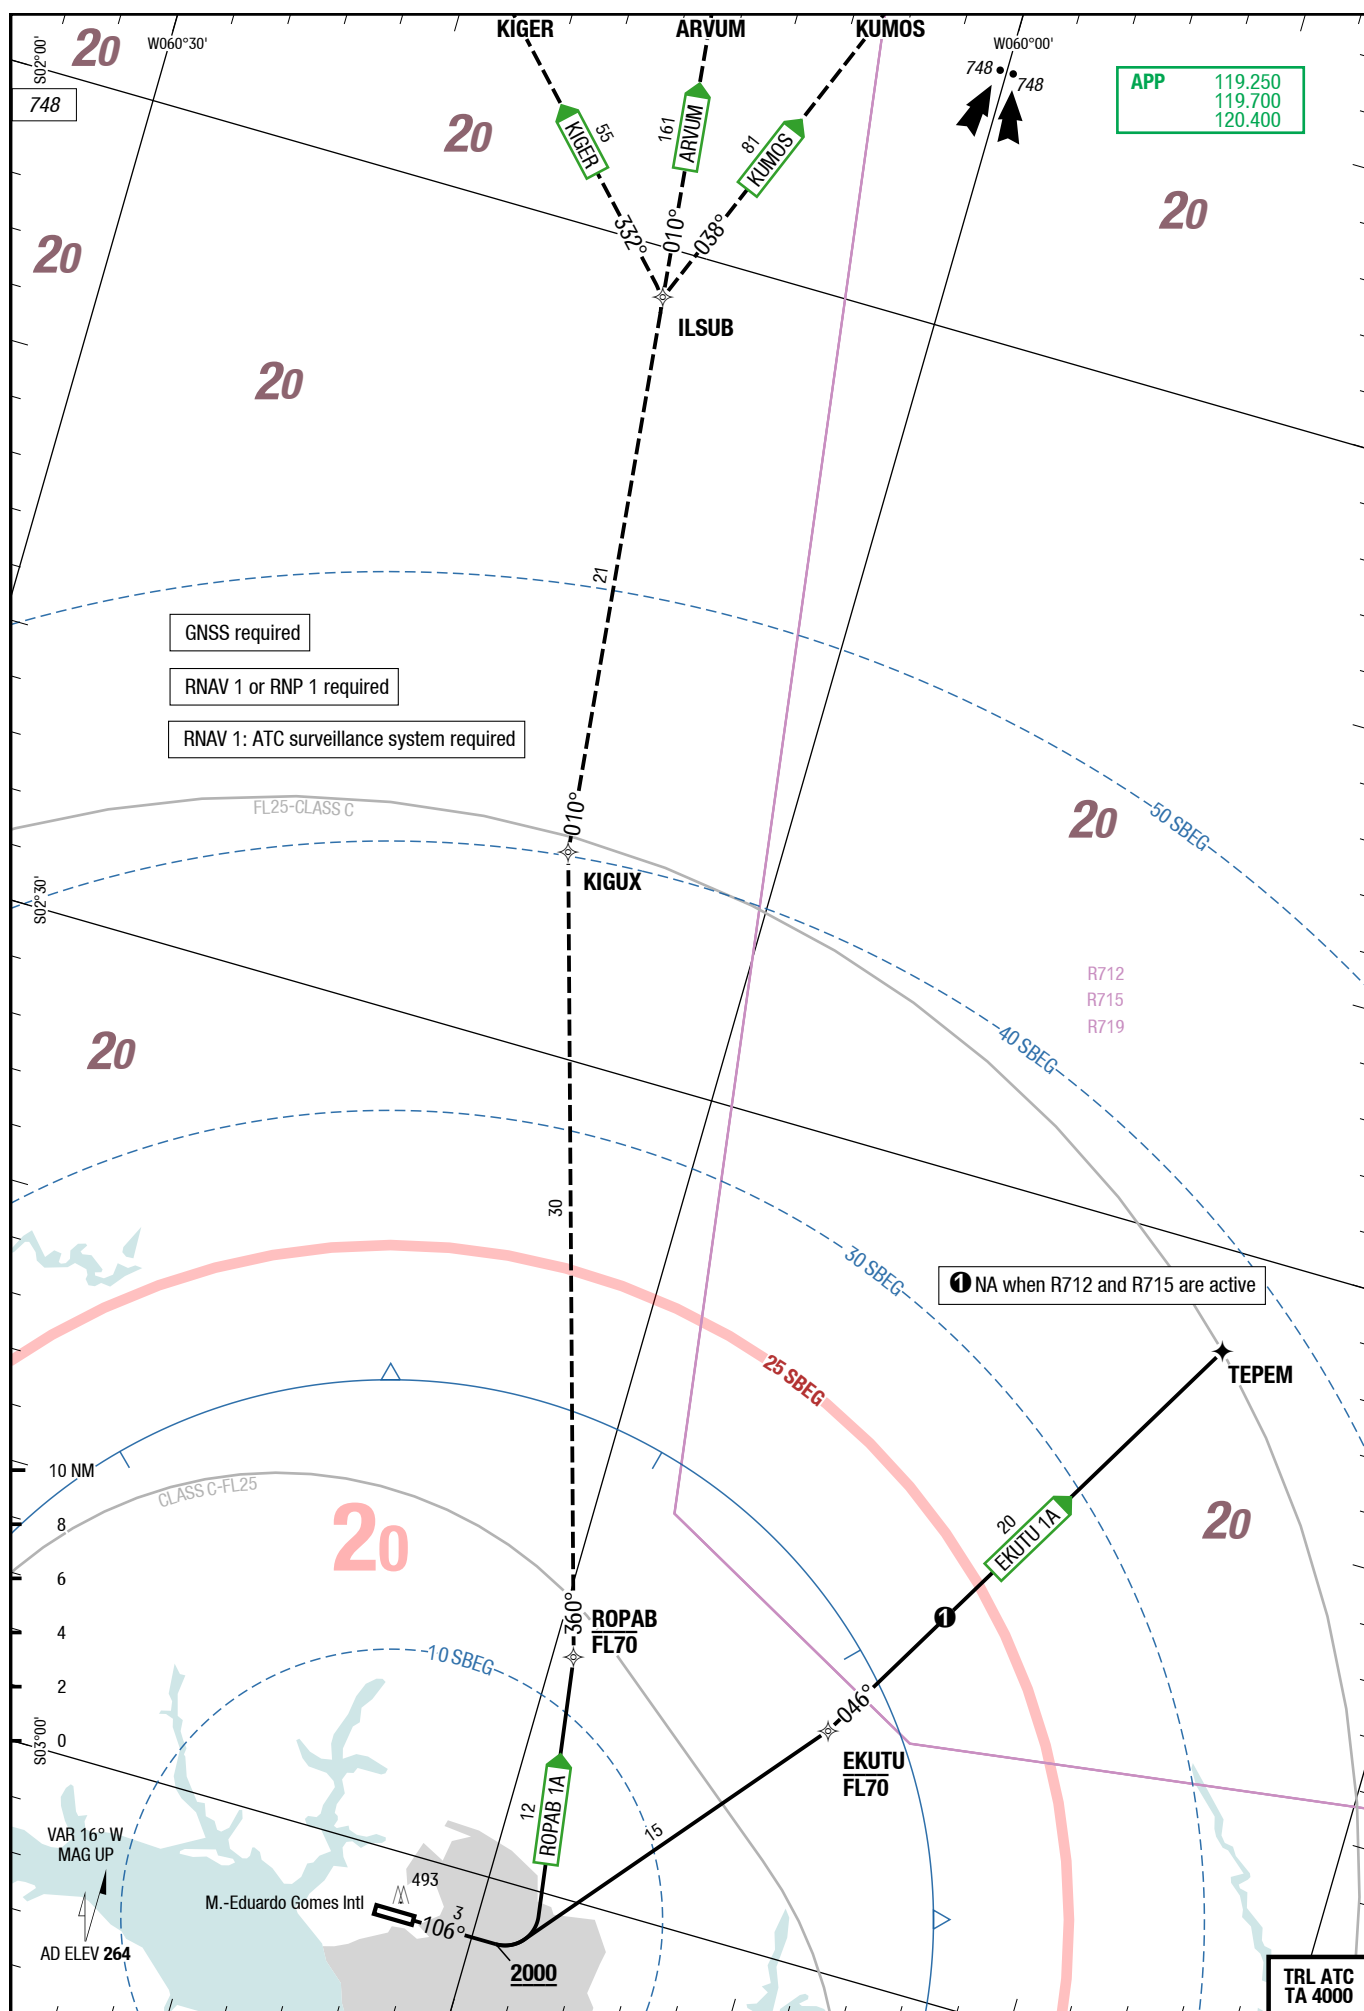 KIGER
ARVUM
KUMOS
20
W060°30'
W060°00'
S02°00'
748
748
748
APP 119.250
119.700
120.400
20
55
KIGER
161
ARVUM
81
KUMOS
20
20
332°
010°
038°
ILSUB
20
21
GNSS required
RNAV 1 or RNP 1 required
RNAV 1: ATC surveillance system required
FL25-CLASS C
010°
20
50 SBEG
KIGUX
S02°30'
R712
R715
R719
20
40 SBEG
30
30 SBEG
1 NA when R712 and R715 are active
25 SBEG
TEPEM
10 NM
CLASS C-FL25
8
6
4
2
0
20
20
20
EKUTU 1A
1
360°
ROPAB
FL70
10 SBEG
046°
EKUTU
FL70
S03°00'
12
ROPAB 1A
15
VAR 16° W
MAG UP
493
M.-Eduardo Gomes Intl
3
106°
AD ELEV 264
2000
TRL ATC
TA 4000